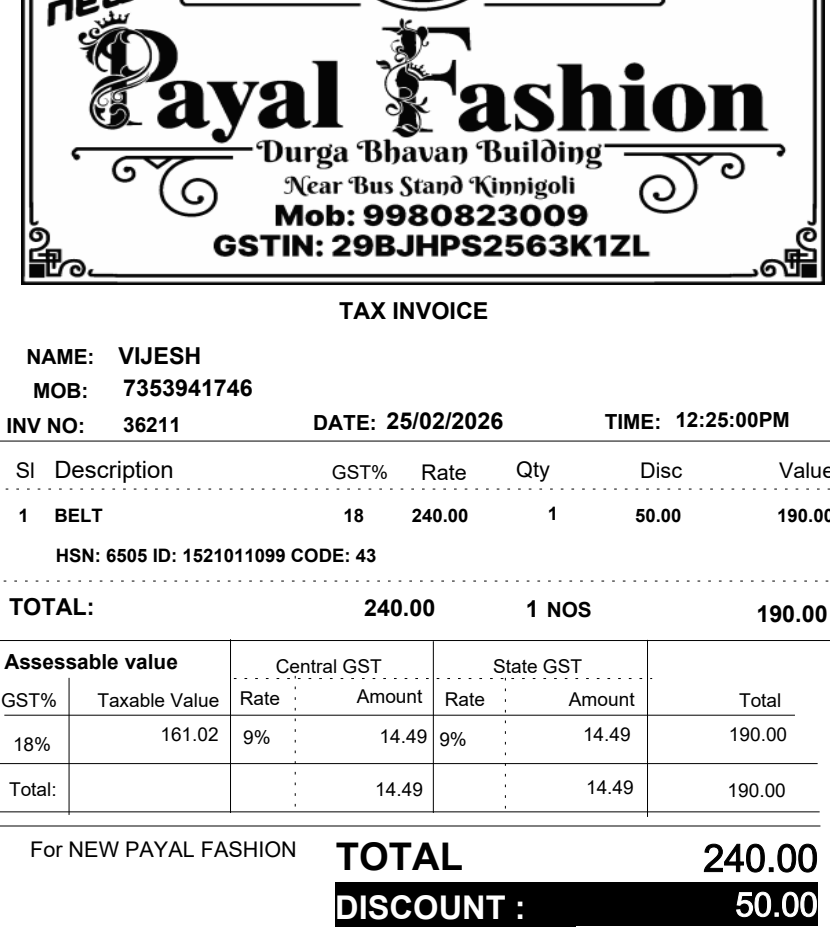 new
Payal Fashion
Durga Bhavan Building
Near Bus Stand Kinnigoli
Mob: 9980823009
GSTIN: 29BJHPS2563K1ZL
TAX INVOICE
NAME: VIJESH
MOB: 7353941746
INV NO: 36211 DATE: 25/02/2026 TIME: 12:25:00PM
Sl Description GST% Rate Qty Disc Value
1 BELT 18 240.00 1 50.00 190.00
HSN: 6505 ID: 1521011099 CODE: 43
TOTAL: 240.00 1 NOS 190.00
Assessable value Central GST State GST
GST% Taxable Value Rate Amount Rate Amount Total
18% 161.02 9% 14.49 9% 14.49 190.00
Total: 14.49 14.49 190.00
For NEW PAYAL FASHION TOTAL 240.00
DISCOUNT : 50.00